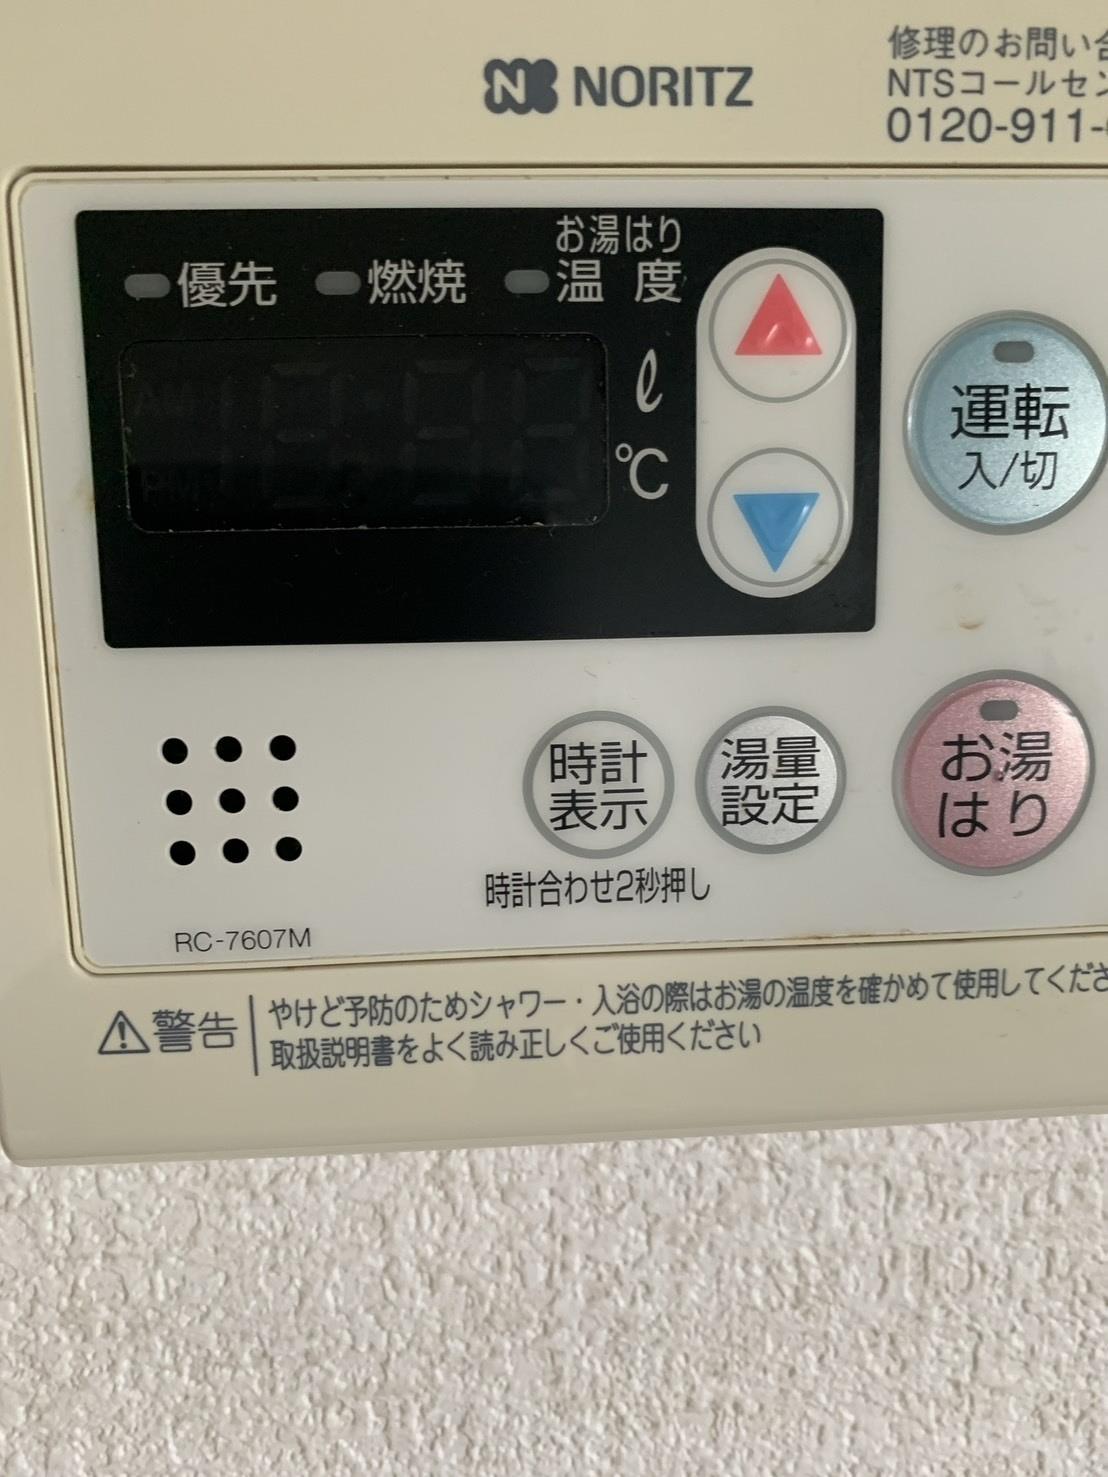 NORITZ
修理のお問い合
NTSコールセン
0120-911-
優先
燃焼
お湯はり
温度
ℓ
℃
運転
入/切
時計
表示
湯量
設定
お湯
はり
時計合わせ2秒押し
RC-7607M
警告
やけど予防のためシャワー・入浴の際はお湯の温度を確かめて使用してくださ
取扱説明書をよく読み正しくご使用ください